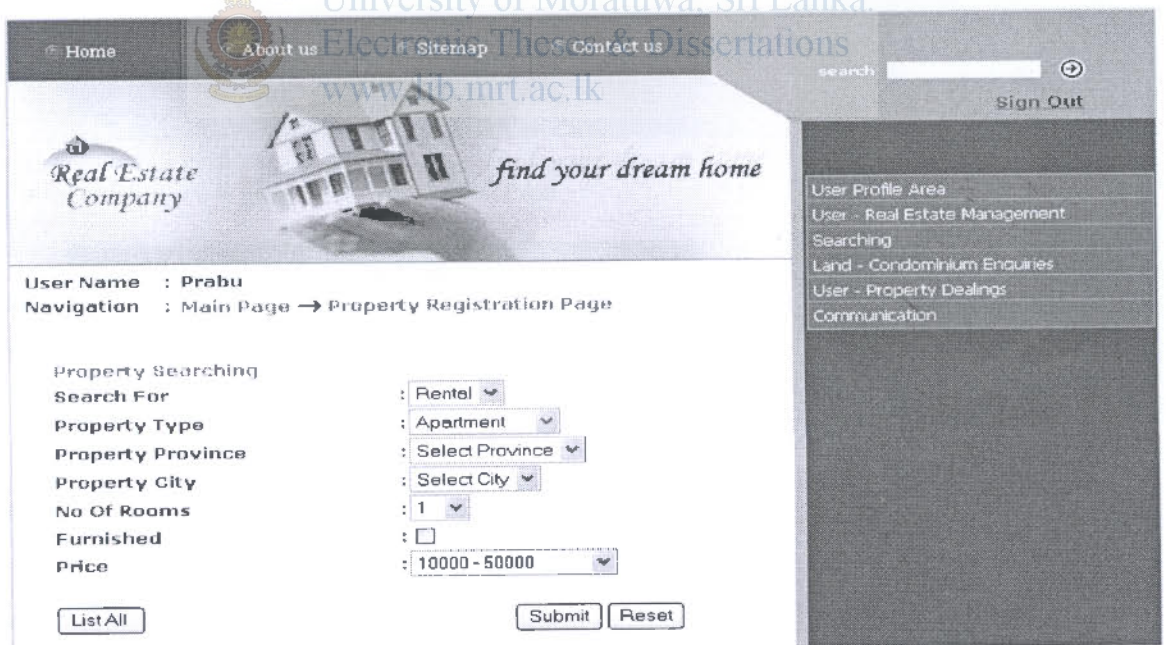 University of Moratuwa, Sri Lanka.
Electronic Theses & Dissertations
www.lib.mrt.ac.lk
Home
About us
Sitemap
Contact us
search
Sign Out
Real Estate
Company
find your dream home
User Profile Area
User - Real Estate Management
Searching
Land - Condominium Enquiries
User - Property Dealings
Communication
User Name : Prabu
Navigation : Main Page → Property Registration Page
Property Searching
Search For : Rental
Property Type : Apartment
Property Province : Select Province
Property City : Select City
No Of Rooms : 1
Furnished :
Price : 10000 - 50000
List All Submit Reset